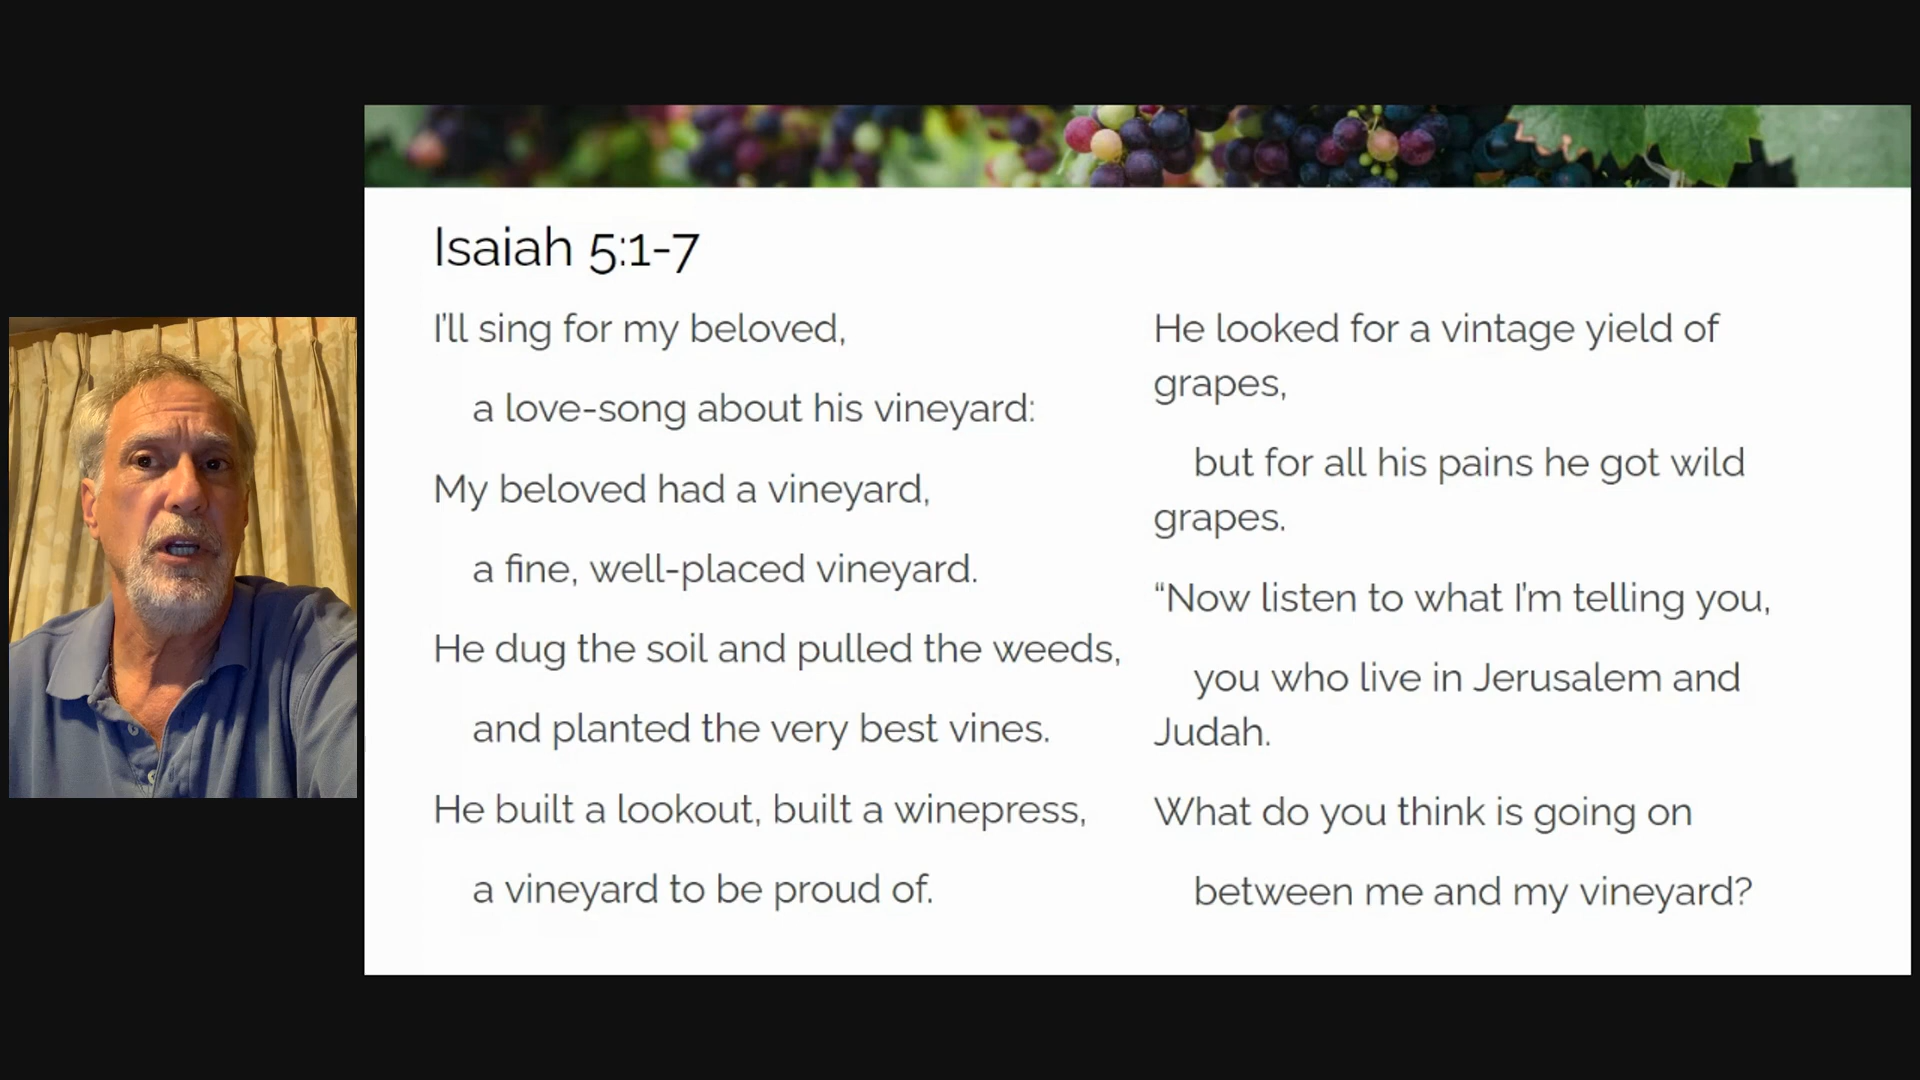 Isaiah 5:1-7
I'll sing for my beloved,
a love-song about his vineyard:
My beloved had a vineyard,
a fine, well-placed vineyard.
He dug the soil and pulled the weeds,
and planted the very best vines.
He built a lookout, built a winepress,
a vineyard to be proud of.
He looked for a vintage yield of
grapes,
but for all his pains he got wild
grapes.
“Now listen to what I'm telling you,
you who live in Jerusalem and
Judah.
What do you think is going on
between me and my vineyard?